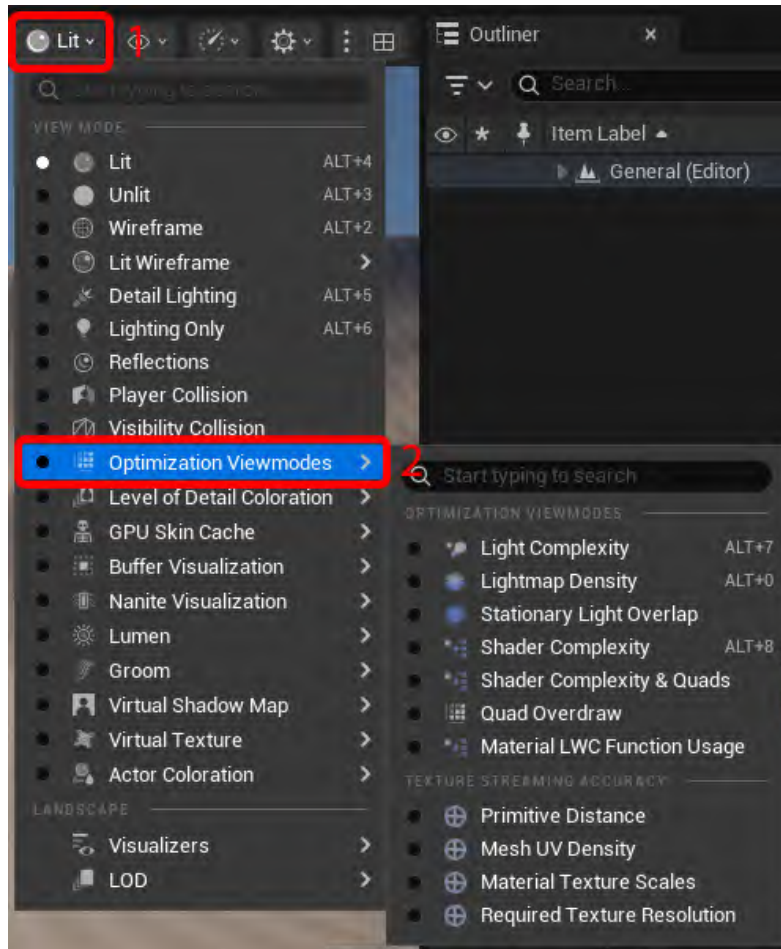 Lit
1
Outliner
Search...
Item Label
General (Editor)
Start typing to search
VIEW MODE
Lit ALT+4
Unlit ALT+3
Wireframe ALT+2
Lit Wireframe
Detail Lighting ALT+5
Lighting Only ALT+6
Reflections
Player Collision
Visibility Collision
Optimization Viewmodes
2
Level of Detail Coloration
GPU Skin Cache
Buffer Visualization
Nanite Visualization
Lumen
Groom
Virtual Shadow Map
Virtual Texture
Actor Coloration
LANDSCAPE
Visualizers
LOD
Start typing to search
OPTIMIZATION VIEWMODES
Light Complexity ALT+7
Lightmap Density ALT+0
Stationary Light Overlap
Shader Complexity ALT+8
Shader Complexity & Quads
Quad Overdraw
Material LWC Function Usage
TEXTURE STREAMING ACCURACY
Primitive Distance
Mesh UV Density
Material Texture Scales
Required Texture Resolution